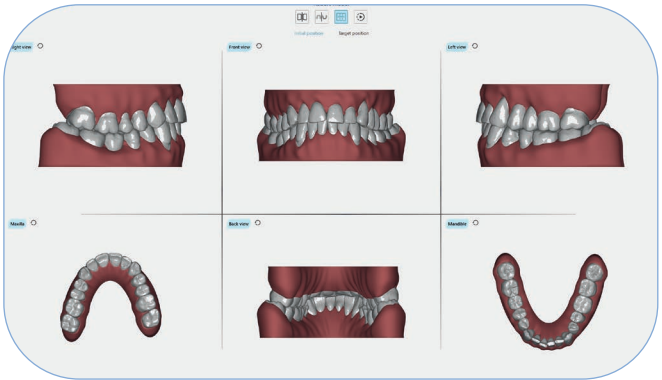 Initial position Target position
Right view
Front view
Left view
Maxilla
Back view
Mandible